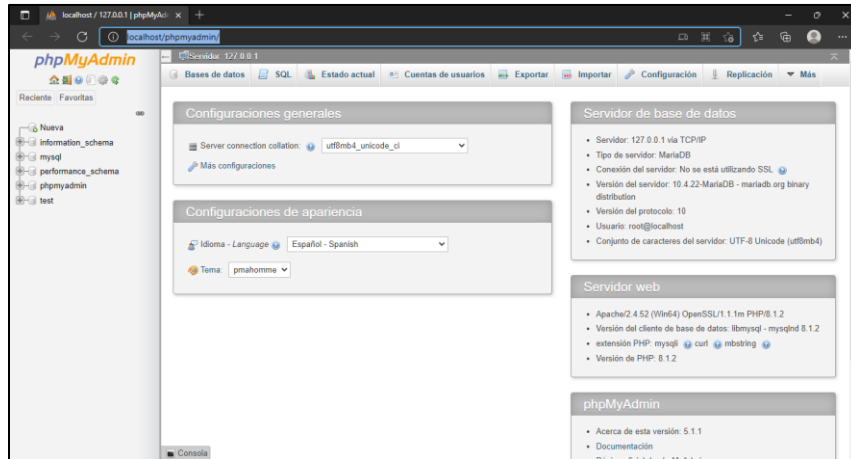 localhost / 127.0.0.1 | phpMyAd
localhost/phpmyadmin/
phpMyAdmin
Reciente Favoritas
Nueva
information_schema
mysql
performance_schema
phpmyadmin
test
Servidor: 127.0.0.1
Bases de datos SQL Estado actual Cuentas de usuarios Exportar Importar Configuración Replicación Más
Configuraciones generales
Server connection collation: utf8mb4_unicode_ci
Más configuraciones
Configuraciones de apariencia
Idioma - Language Español - Spanish
Tema: pmahomme
Servidor de base de datos
Servidor: 127.0.0.1 via TCP/IP
Tipo de servidor: MariaDB
Conexión del servidor: No se está utilizando SSL
Versión del servidor: 10.4.22-MariaDB - mariadb.org binary
distribution
Versión del protocolo: 10
Usuario: root@localhost
Conjunto de caracteres del servidor: UTF-8 Unicode (utf8mb4)
Servidor web
Apache/2.4.52 (Win64) OpenSSL/1.1.1m PHP/8.1.2
Versión del cliente de base de datos: libmysql - mysqlnd 8.1.2
extensión PHP: mysqli curl mbstring
Versión de PHP: 8.1.2
phpMyAdmin
Acerca de esta versión: 5.1.1
Documentación
Consola